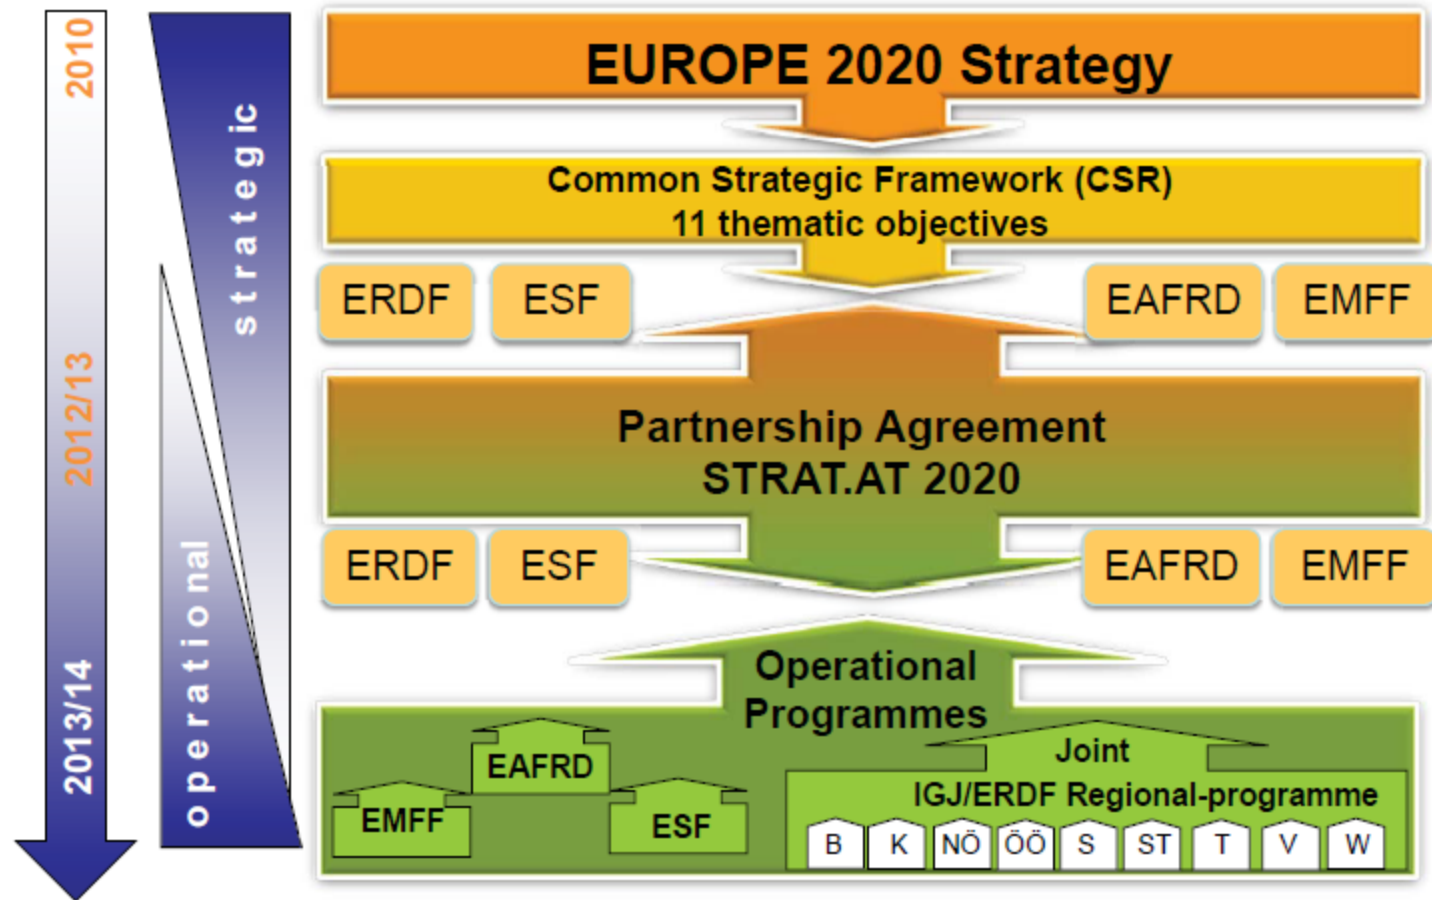 2010
2012/13
2013/14
strategic
operational
EUROPE 2020 Strategy
Common Strategic Framework (CSR)
11 thematic objectives
ERDF
ESF
EAFRD
EMFF
Partnership Agreement
STRAT.AT 2020
ERDF
ESF
EAFRD
EMFF
Operational
Programmes
EAFRD
EMFF
ESF
Joint
IGJ/ERDF Regional-programme
B K NÖ OÖ S ST T V W